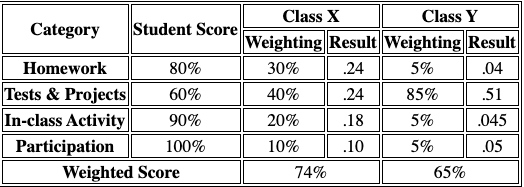 Category Student Score Class X Class Y
Weighting Result Weighting Result
Homework 80% 30% .24 5% .04
Tests & Projects 60% 40% .24 85% .51
In-class Activity 90% 20% .18 5% .045
Participation 100% 10% .10 5% .05
Weighted Score 74% 65%